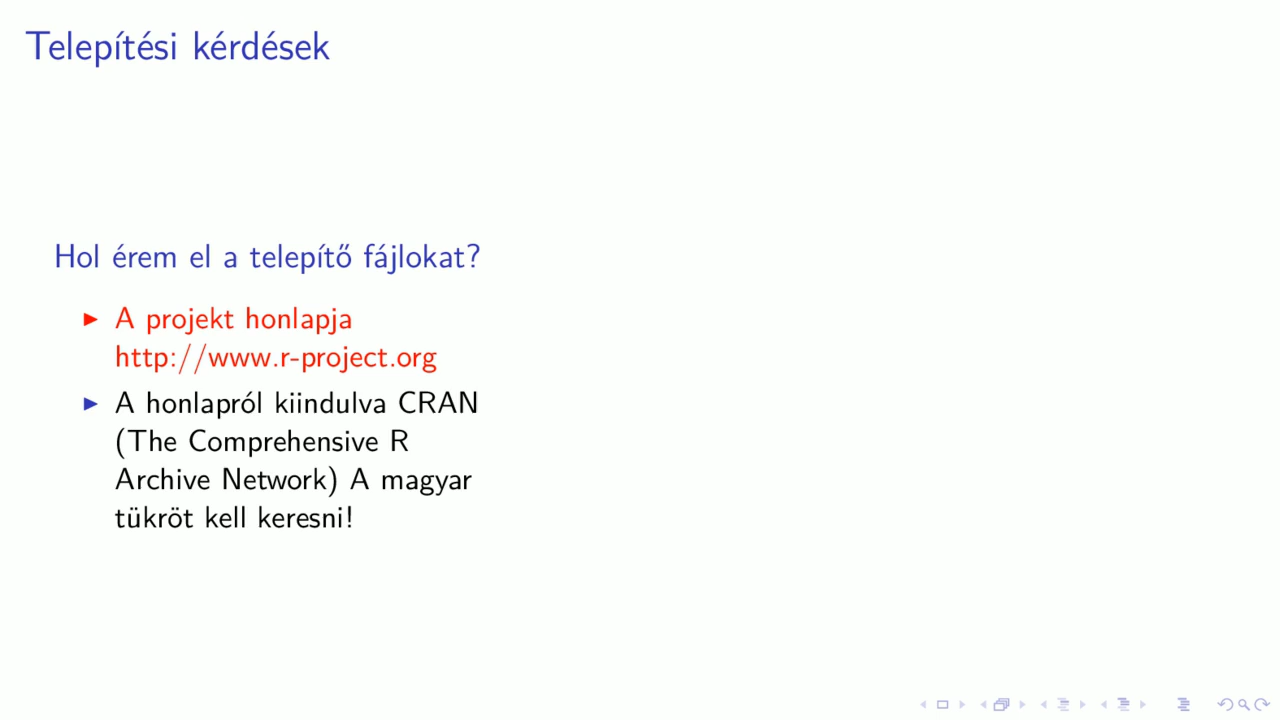 Telepítési kérdések
Hol érem el a telepítő fájlokat?
A projekt honlapja
http://www.r-project.org
A honlapról kiindulva CRAN
(The Comprehensive R
Archive Network) A magyar
tükröt kell keresni!